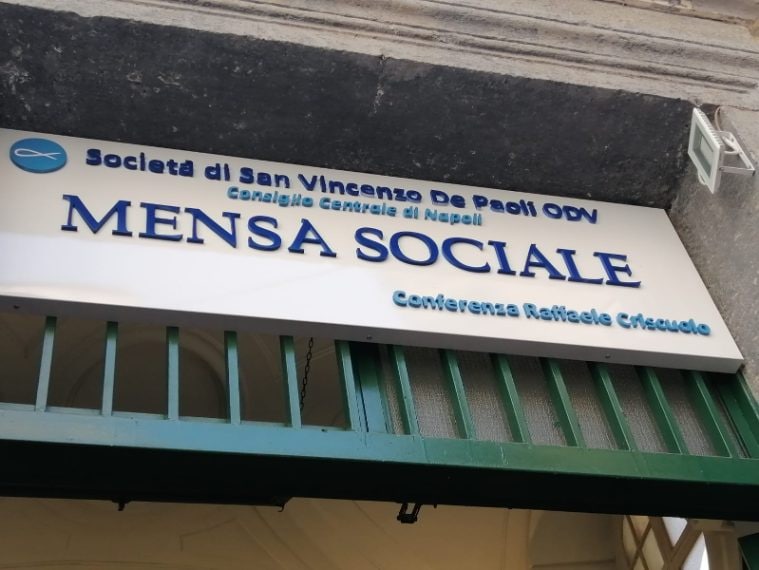 Società di San Vincenzo De Paoli ODV
Consiglio Centrale di Napoli
MENSA SOCIALE
Conferenza Raffaele Criscuolo